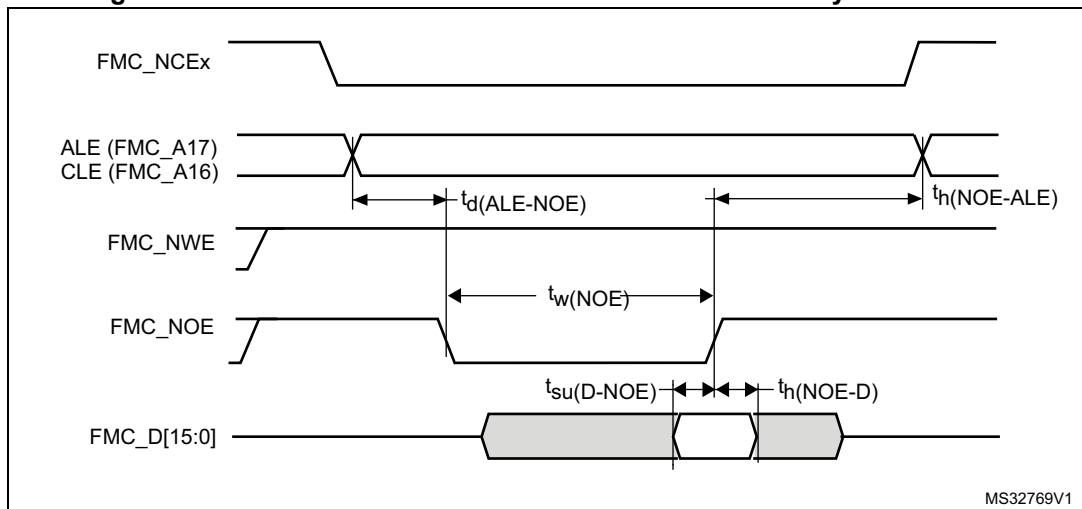 FMC_NCEx
ALE (FMC_A17)
CLE (FMC_A16)
td(ALE-NOE)
th(NOE-ALE)
FMC_NWE
tw(NOE)
FMC_NOE
tsu(D-NOE)
th(NOE-D)
FMC_D[15:0]
MS32769V1